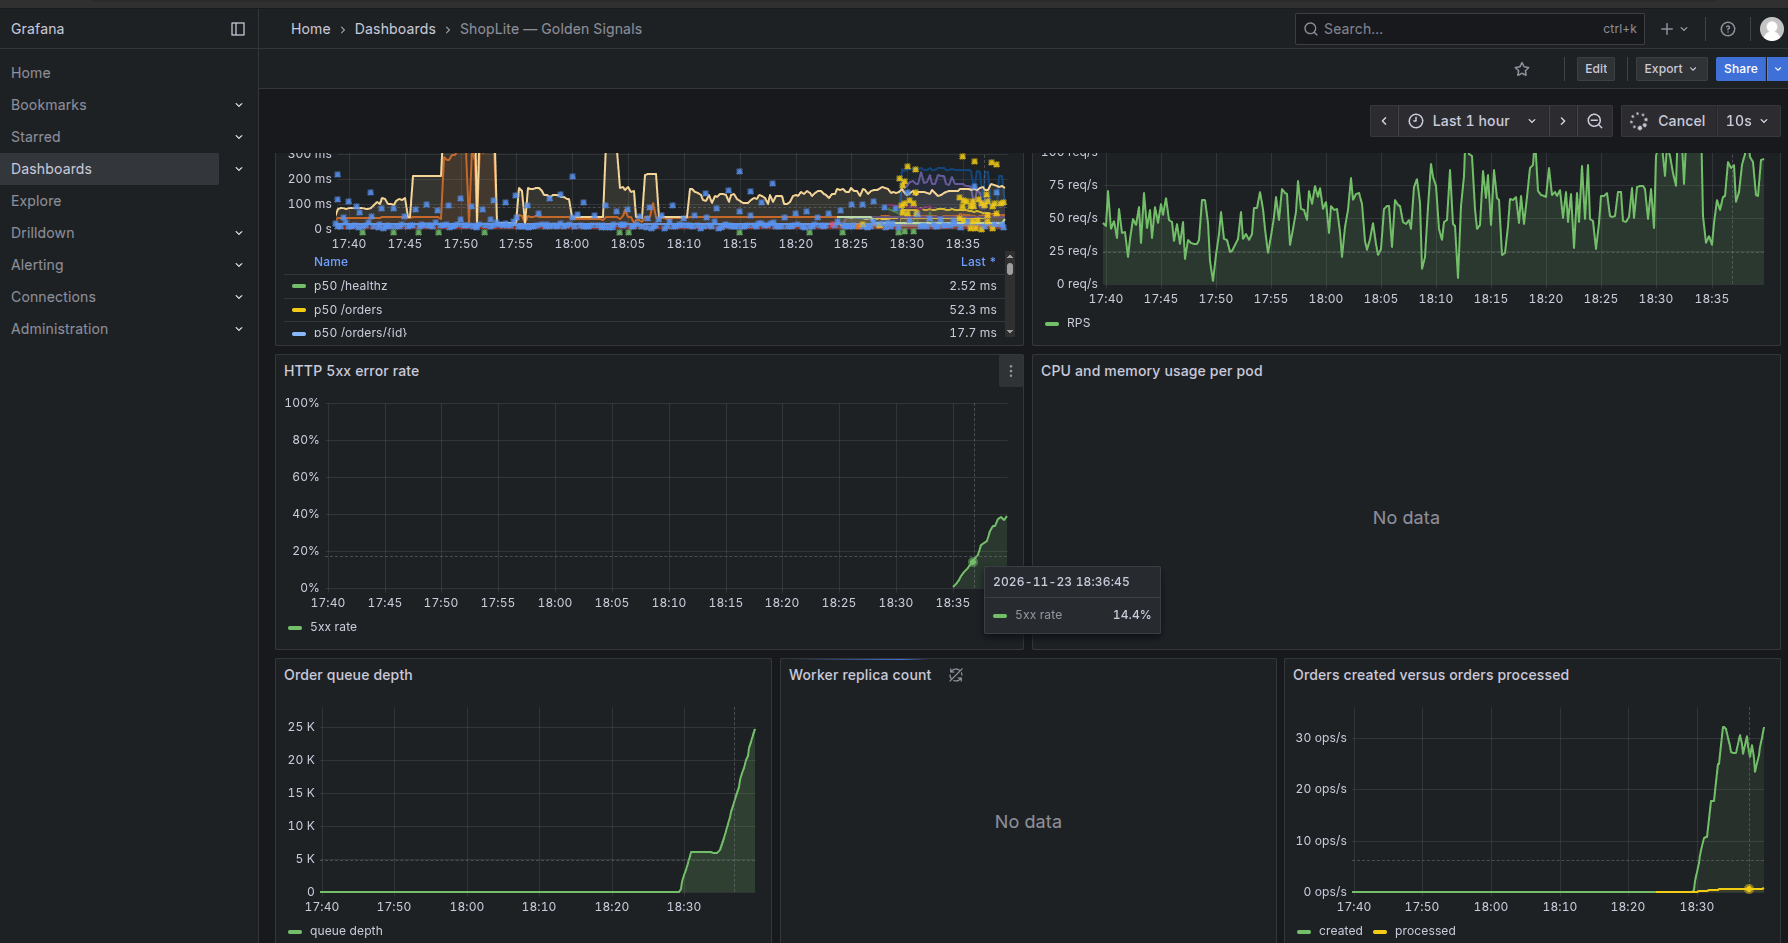 Grafana
Home › Dashboards › ShopLite — Golden Signals
Search... ctrl+k
Home
Bookmarks
Starred
Dashboards
Explore
Drilldown
Alerting
Connections
Administration
Edit
Export
Share
Last 1 hour
Cancel
10s
300 ms
200 ms
100 ms
0 s
17:40 17:45 17:50 17:55 18:00 18:05 18:10 18:15 18:20 18:25 18:30 18:35
Name Last *
p50 /healthz 2.52 ms
p50 /orders 52.3 ms
p50 /orders/{id} 17.7 ms
100 req/s
75 req/s
50 req/s
25 req/s
0 req/s
17:40 17:45 17:50 17:55 18:00 18:05 18:10 18:15 18:20 18:25 18:30 18:35
RPS
HTTP 5xx error rate
100%
80%
60%
40%
20%
0%
17:40 17:45 17:50 17:55 18:00 18:05 18:10 18:15 18:20 18:25 18:30 18:35
5xx rate
2026-11-23 18:36:45
5xx rate 14.4%
CPU and memory usage per pod
No data
Order queue depth
25 K
20 K
15 K
10 K
5 K
0
17:40 17:50 18:00 18:10 18:20 18:30
queue depth
Worker replica count
No data
Orders created versus orders processed
30 ops/s
20 ops/s
10 ops/s
0 ops/s
17:40 17:50 18:00 18:10 18:20 18:30
created processed